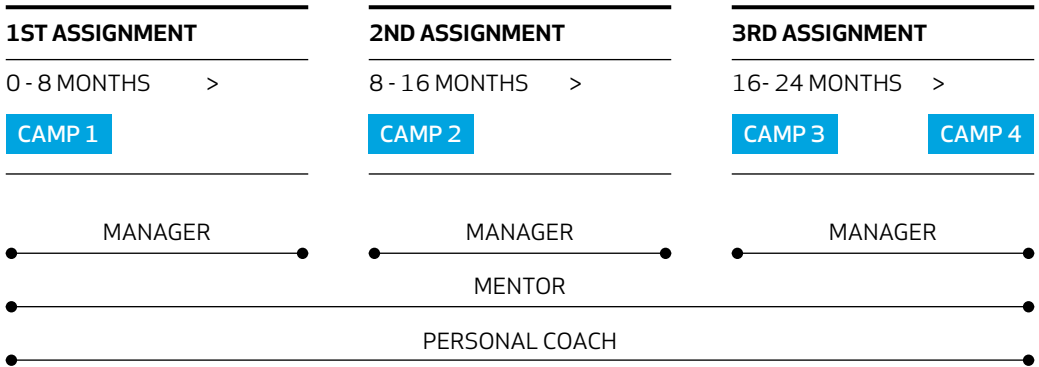 1ST ASSIGNMENT
0 - 8 MONTHS >
CAMP 1
2ND ASSIGNMENT
8 - 16 MONTHS >
CAMP 2
3RD ASSIGNMENT
16- 24 MONTHS >
CAMP 3
CAMP 4
MANAGER
MANAGER
MANAGER
MENTOR
PERSONAL COACH